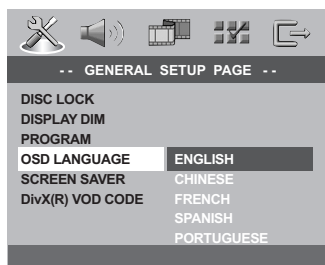 -- GENERAL SETUP PAGE --
DISC LOCK
DISPLAY DIM
PROGRAM
OSD LANGUAGE ENGLISH
SCREEN SAVER CHINESE
DivX(R) VOD CODE FRENCH
SPANISH
PORTUGUESE